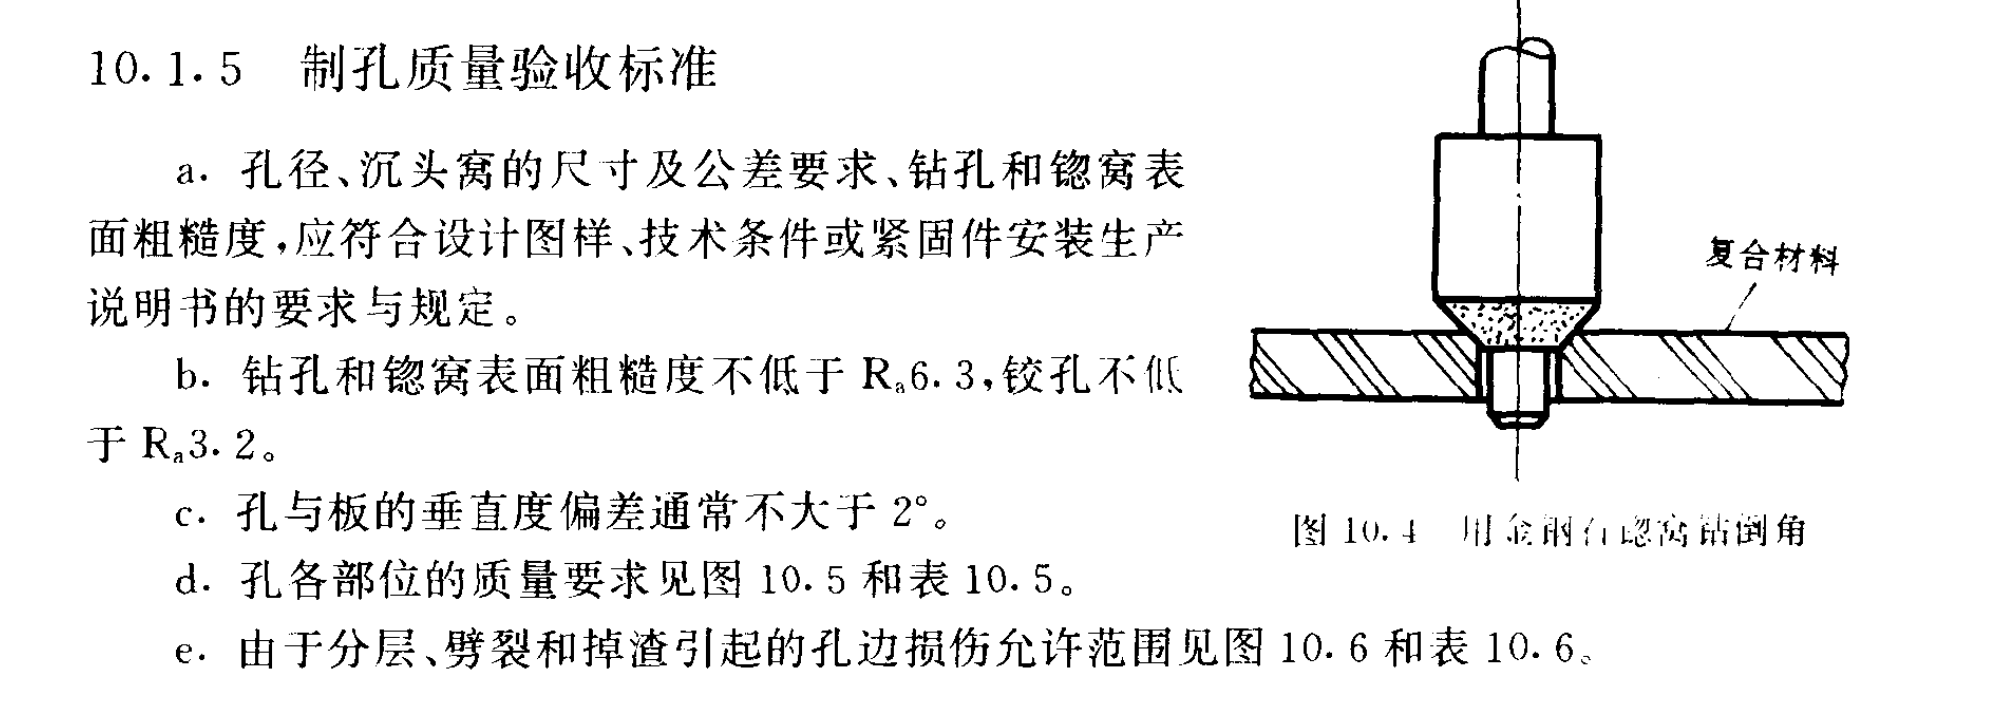 10.1.5 制孔质量验收标准
a. 孔径、沉头窝的尺寸及公差要求、钻孔和锪窝表
面粗糙度,应符合设计图样、技术条件或紧固件安装生产
说明书的要求与规定。
b. 钻孔和锪窝表面粗糙度不低于 Ra6.3,铰孔不低
于 Ra3.2。
c. 孔与板的垂直度偏差通常不大于 2°。
d. 孔各部位的质量要求见图 10.5 和表 10.5。
复合材料
图 10.4 用金刚石锪窝钻倒角
e. 由于分层、劈裂和掉渣引起的孔边损伤允许范围见图 10.6 和表 10.6。